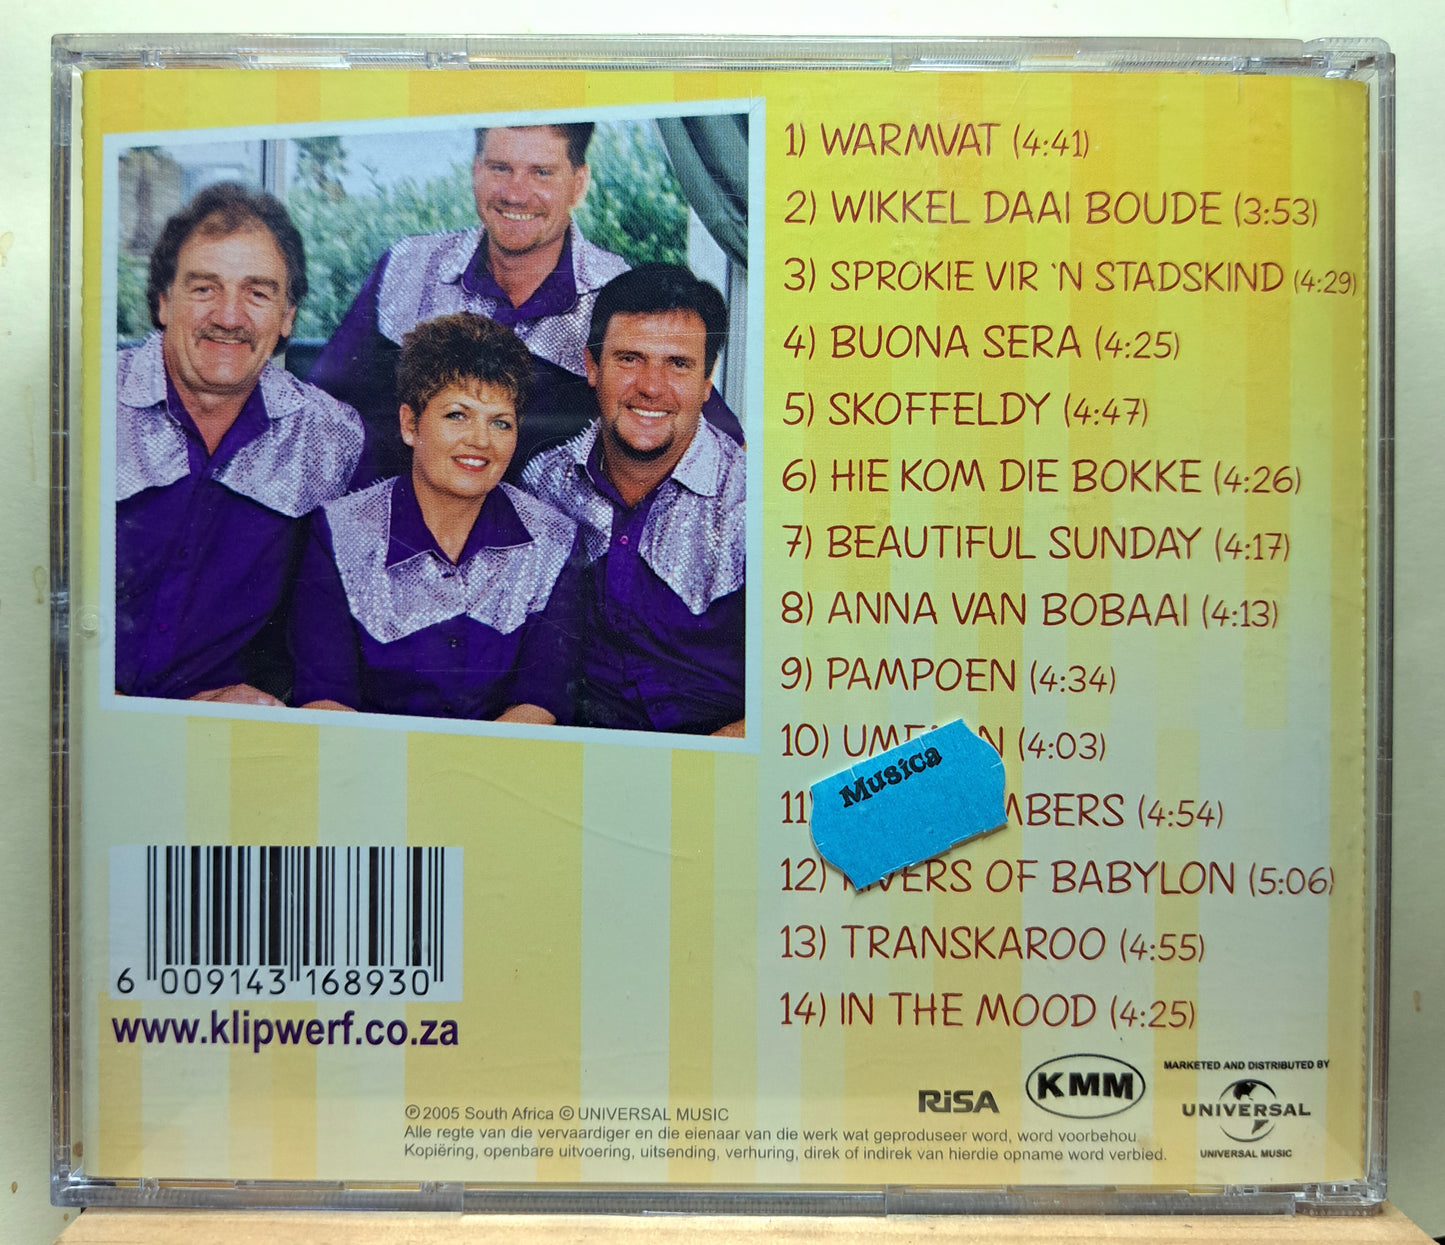 1) WARMVAT (4:41)
2) WIKKEL DAAI BOUDE (3:53)
3) SPROKIE VIR 'N STADSKIND (4:29)
4) BUONA SERA (4:25)
5) SKOFFELDY (4:47)
6) HIE KOM DIE BOKKE (4:26)
7) BEAUTIFUL SUNDAY (4:17)
8) ANNA VAN BOBAAI (4:13)
9) PAMPOEN (4:34)
10) (4:03)
Musica
11) (4:54)
12) RIVERS OF BABYLON (5:06)
13) TRANSKAROO (4:55)
14) IN THE MOOD (4:25)
6 009143 168930
www.klipwerf.co.za
RiSA
KMM
MARKETED AND DISTRIBUTED BY
UNIVERSAL
UNIVERSAL MUSIC
℗ 2005 South Africa © UNIVERSAL MUSIC
Alle regte van die vervaardiger en die eienaar van die werk wat geproduseer word, word voorbehou.
Kopiëring, openbare uitvoering, uitsending, verhuring, direk of indirek van hierdie opname word verbied.